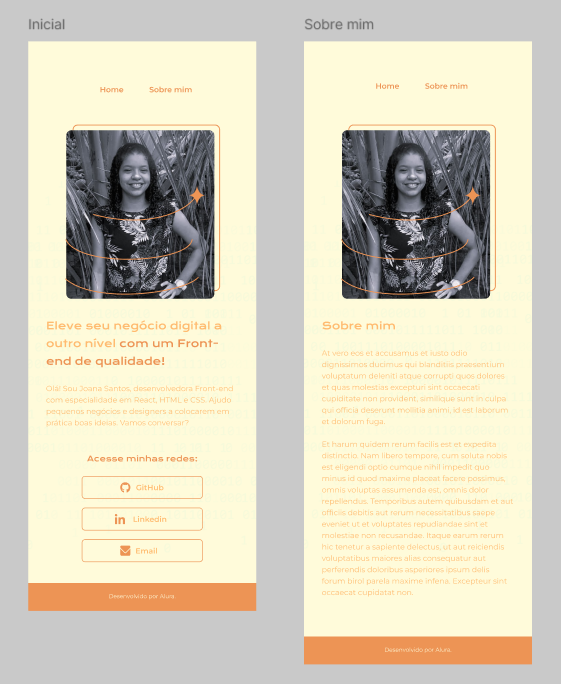 Inicial
Home Sobre mim
Eleve seu negócio digital a
outro nível com um Front-
end de qualidade!
Olá! Sou Joana Santos, desenvolvedora Front-end
com especialidade em React, HTML e CSS. Ajudo
pequenos negócios e designers a colocarem em
prática boas ideias. Vamos conversar?
Acesse minhas redes:
GitHub
Linkedin
Email
Desenvolvido por Alura.
Sobre mim
Home Sobre mim
Sobre mim
At vero eos et accusamus et iusto odio
dignissimos ducimus qui blanditiis praesentium
voluptatum deleniti atque corrupti quos dolores
et quas molestias excepturi sint occaecati
cupiditate non provident, similique sunt in culpa
qui officia deserunt mollitia animi, id est laborum
et dolorum fuga.
Et harum quidem rerum facilis est et expedita
distinctio. Nam libero tempore, cum soluta nobis
est eligendi optio cumque nihil impedit quo
minus id quod maxime placeat facere possimus,
omnis voluptas assumenda est, omnis dolor
repellendus. Temporibus autem quibusdam et aut
officiis debitis aut rerum necessitatibus saepe
eveniet ut et voluptates repudiandae sint et
molestiae non recusandae. Itaque earum rerum
hic tenetur a sapiente delectus, ut aut reiciendis
voluptatibus maiores alias consequatur aut
perferendis doloribus asperiores ipsum dalis
forum birol parefa maxime infena. Excepteur sint
occaecat cupidatat non.
Desenvolvido por Alura.